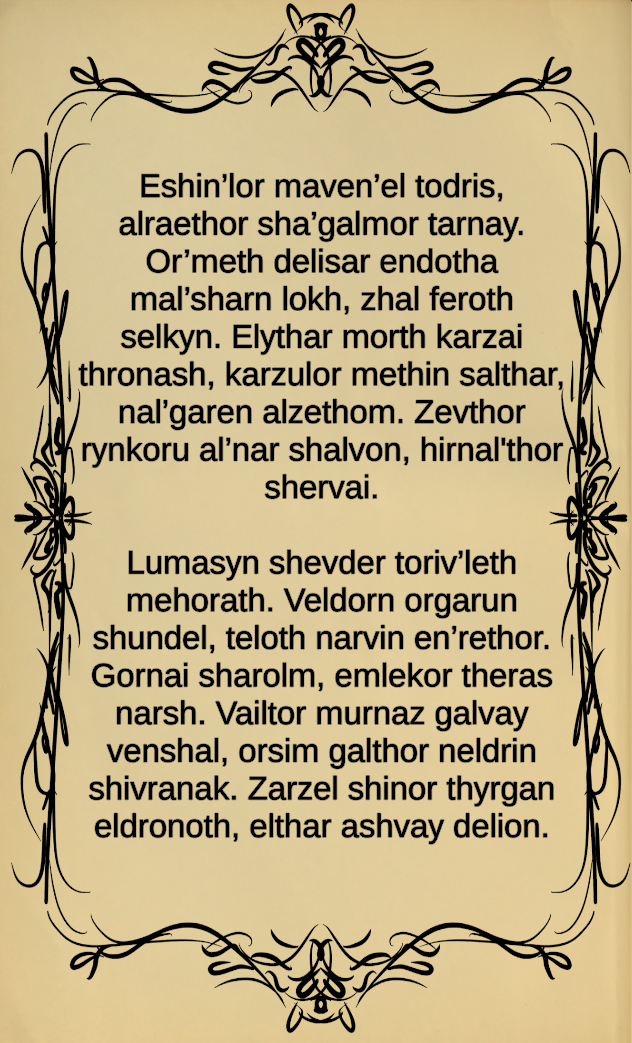 Eshin’lor maven’el todris,
alraethor sha’galmor tarnay.
Or’meth delisar endotha
mal’sharn lokh, zhal feroth
selkyn. Elythar morth karzai
thronash, karzulor methin salthar,
nal’garen alzethom. Zevthor
rynkoru al’nar shalvon, hirnal'thor
shervai.

Lumasyn shevder toriv’leth
mehorath. Veldorn orgarun
shundel, teloth narvin en’rethor.
Gornai sharolm, emlekor theras
narsh. Vailtor murnaz galvay
venshal, orsim galthor neldrin
shivranak. Zarzel shinor thyrgan
eldronoth, elthar ashvay delion.